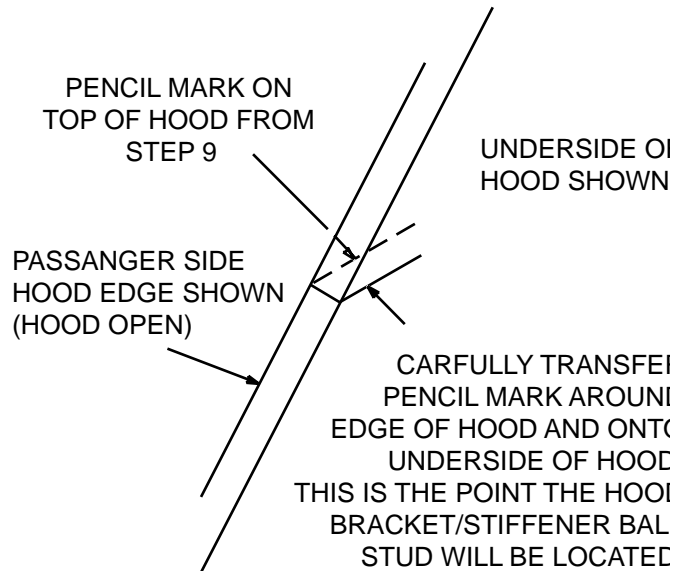 PENCIL MARK ON
TOP OF HOOD FROM
STEP 9
UNDERSIDE OF
HOOD SHOWN
PASSANGER SIDE
HOOD EDGE SHOWN
(HOOD OPEN)
CARFULLY TRANSFER
PENCIL MARK AROUND
EDGE OF HOOD AND ONTO
UNDERSIDE OF HOOD
THIS IS THE POINT THE HOOD
BRACKET/STIFFENER BAL
STUD WILL BE LOCATED